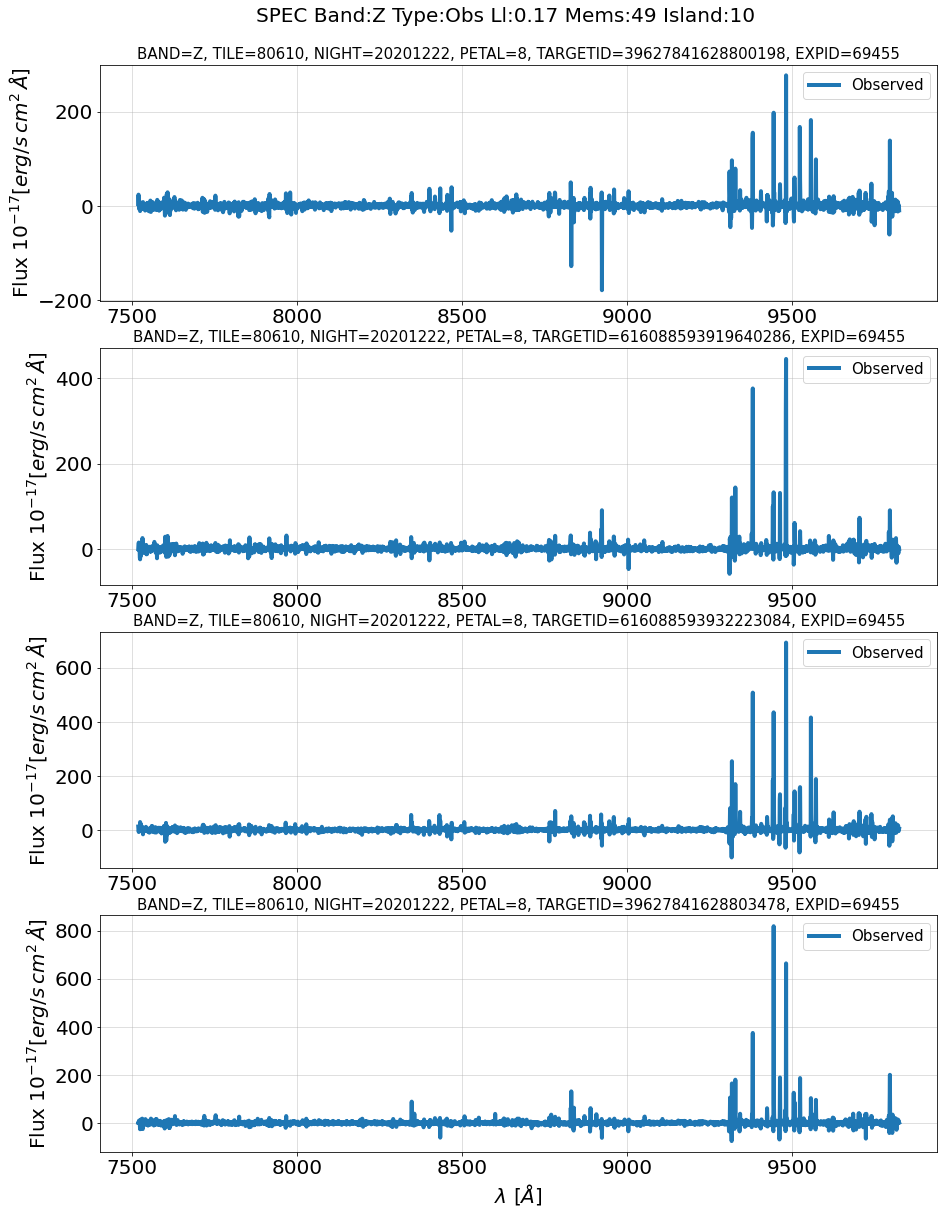 SPEC Band:Z Type:Obs Ll:0.17 Mems:49 Island:10
BAND=Z, TILE=80610, NIGHT=20201222, PETAL=8, TARGETID=39627841628800198, EXPID=69455
Flux 10⁻¹⁷[erg/s cm² Å]
200
0
−200
Observed
7500 8000 8500 9000 9500
BAND=Z, TILE=80610, NIGHT=20201222, PETAL=8, TARGETID=616088593919640286, EXPID=69455
Flux 10⁻¹⁷[erg/s cm² Å]
400
200
0
Observed
7500 8000 8500 9000 9500
BAND=Z, TILE=80610, NIGHT=20201222, PETAL=8, TARGETID=616088593932223084, EXPID=69455
Flux 10⁻¹⁷[erg/s cm² Å]
600
400
200
0
Observed
7500 8000 8500 9000 9500
BAND=Z, TILE=80610, NIGHT=20201222, PETAL=8, TARGETID=39627841628803478, EXPID=69455
Flux 10⁻¹⁷[erg/s cm² Å]
800
600
400
200
0
Observed
7500 8000 8500 9000 9500
λ [Å]